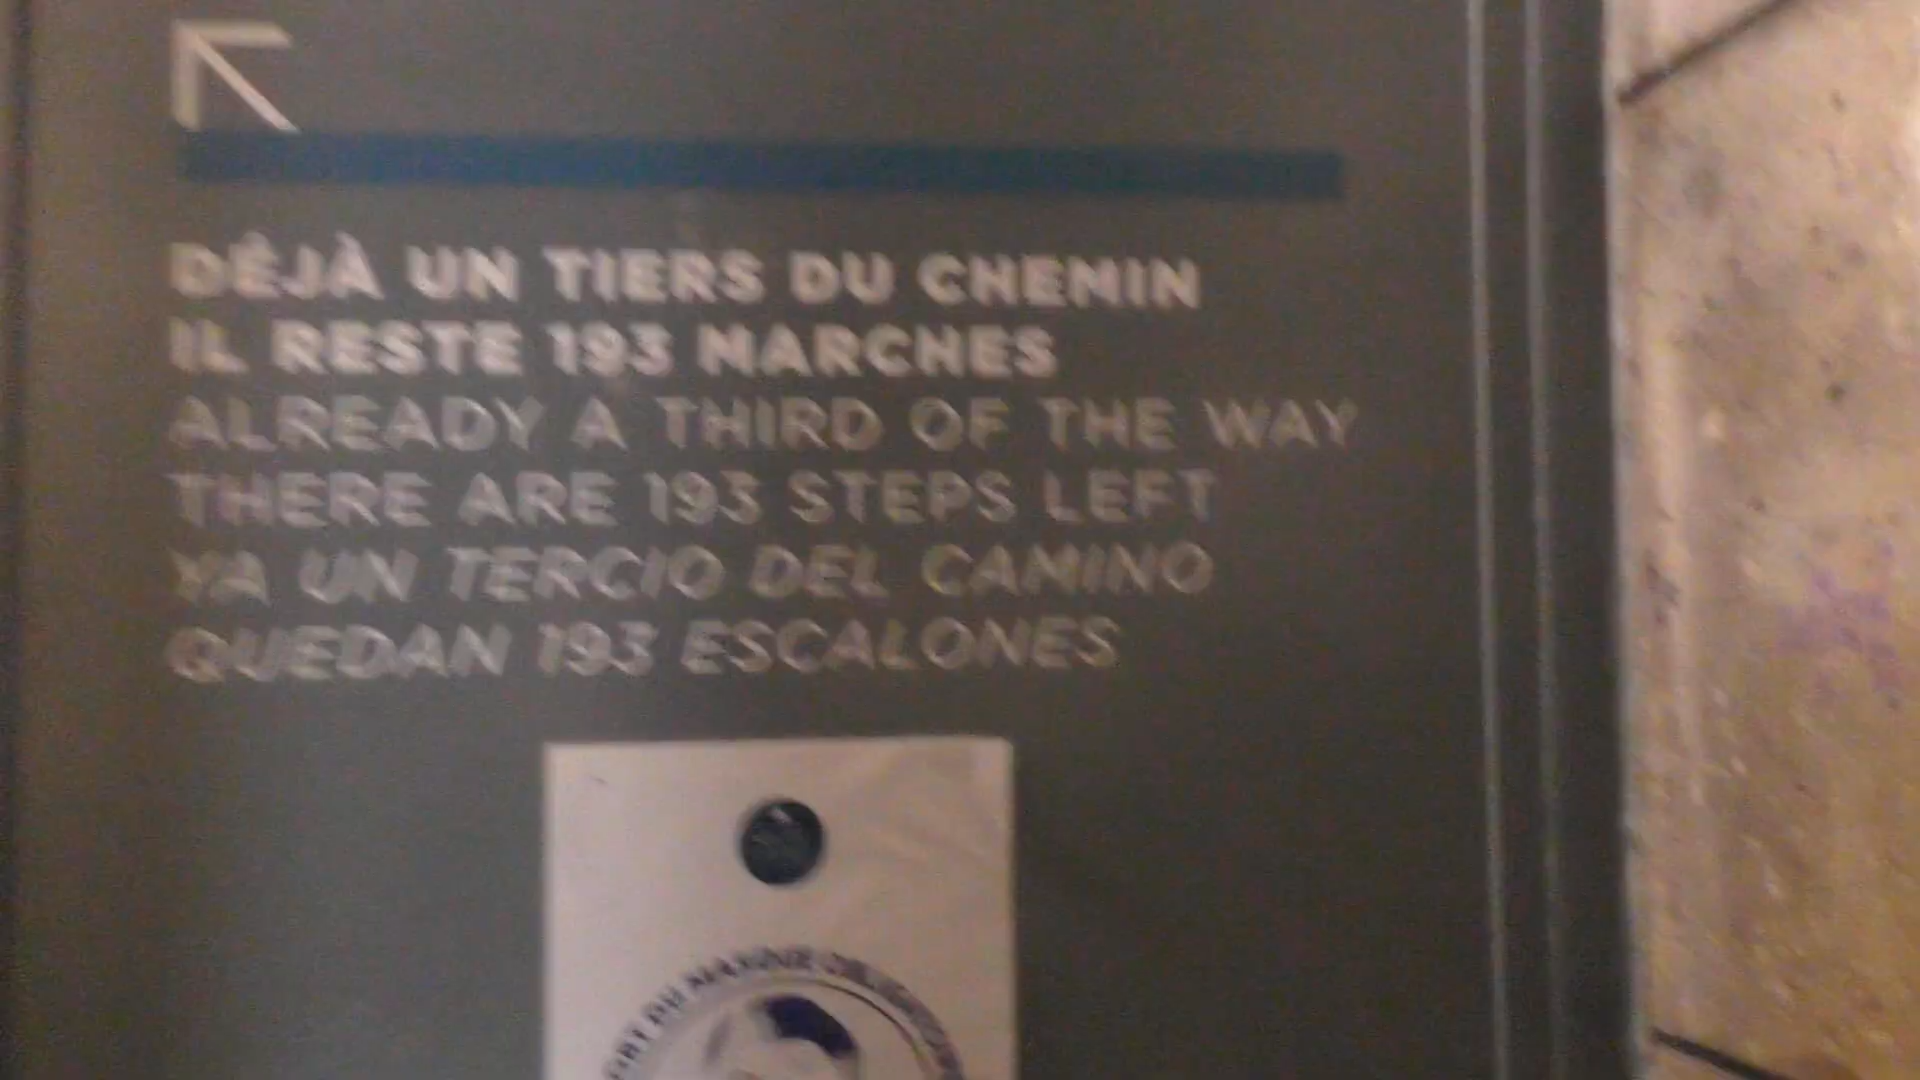 DÉJÀ UN TIERS DU CHEMIN
IL RESTE 193 MARCHES
ALREADY A THIRD OF THE WAY
THERE ARE 193 STEPS LEFT
YA UN TERCIO DEL CAMINO
QUEDAN 193 ESCALONES